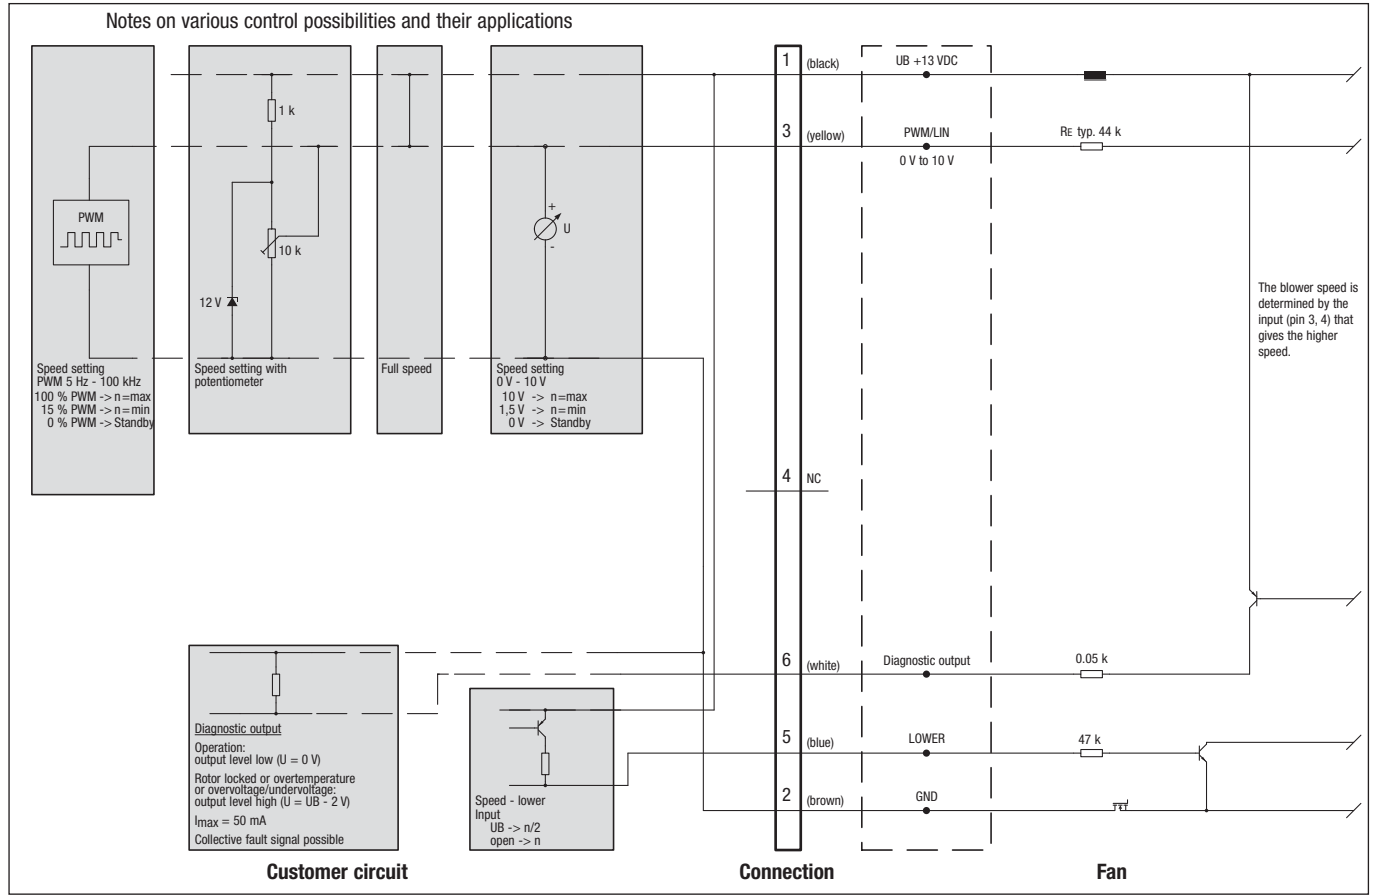 Notes on various control possibilities and their applications
1 (black)
UB +13 VDC
1 k
3 (yellow)
PWM/LIN
0 V to 10 V
RE typ. 44 k
PWM
+
U
-
10 k
12 V
The blower speed is
determined by the
input (pin 3, 4) that
gives the higher
speed.
Speed setting
PWM 5 Hz - 100 kHz
100 % PWM -> n=max
15 % PWM -> n=min
0 % PWM -> Standby
Speed setting with
potentiometer
Full speed
Speed setting
0 V - 10 V
10 V -> n=max
1,5 V -> n=min
0 V -> Standby
4 NC
6 (white)
Diagnostic output
0.05 k
Diagnostic output
Operation:
output level low (U = 0 V)
Rotor locked or overtemperature
or overvoltage/undervoltage:
output level high (U = UB - 2 V)
Imax = 50 mA
Collective fault signal possible
5 (blue)
LOWER
47 k
Speed - lower
Input
UB -> n/2
open -> n
2 (brown)
GND
Customer circuit
Connection
Fan